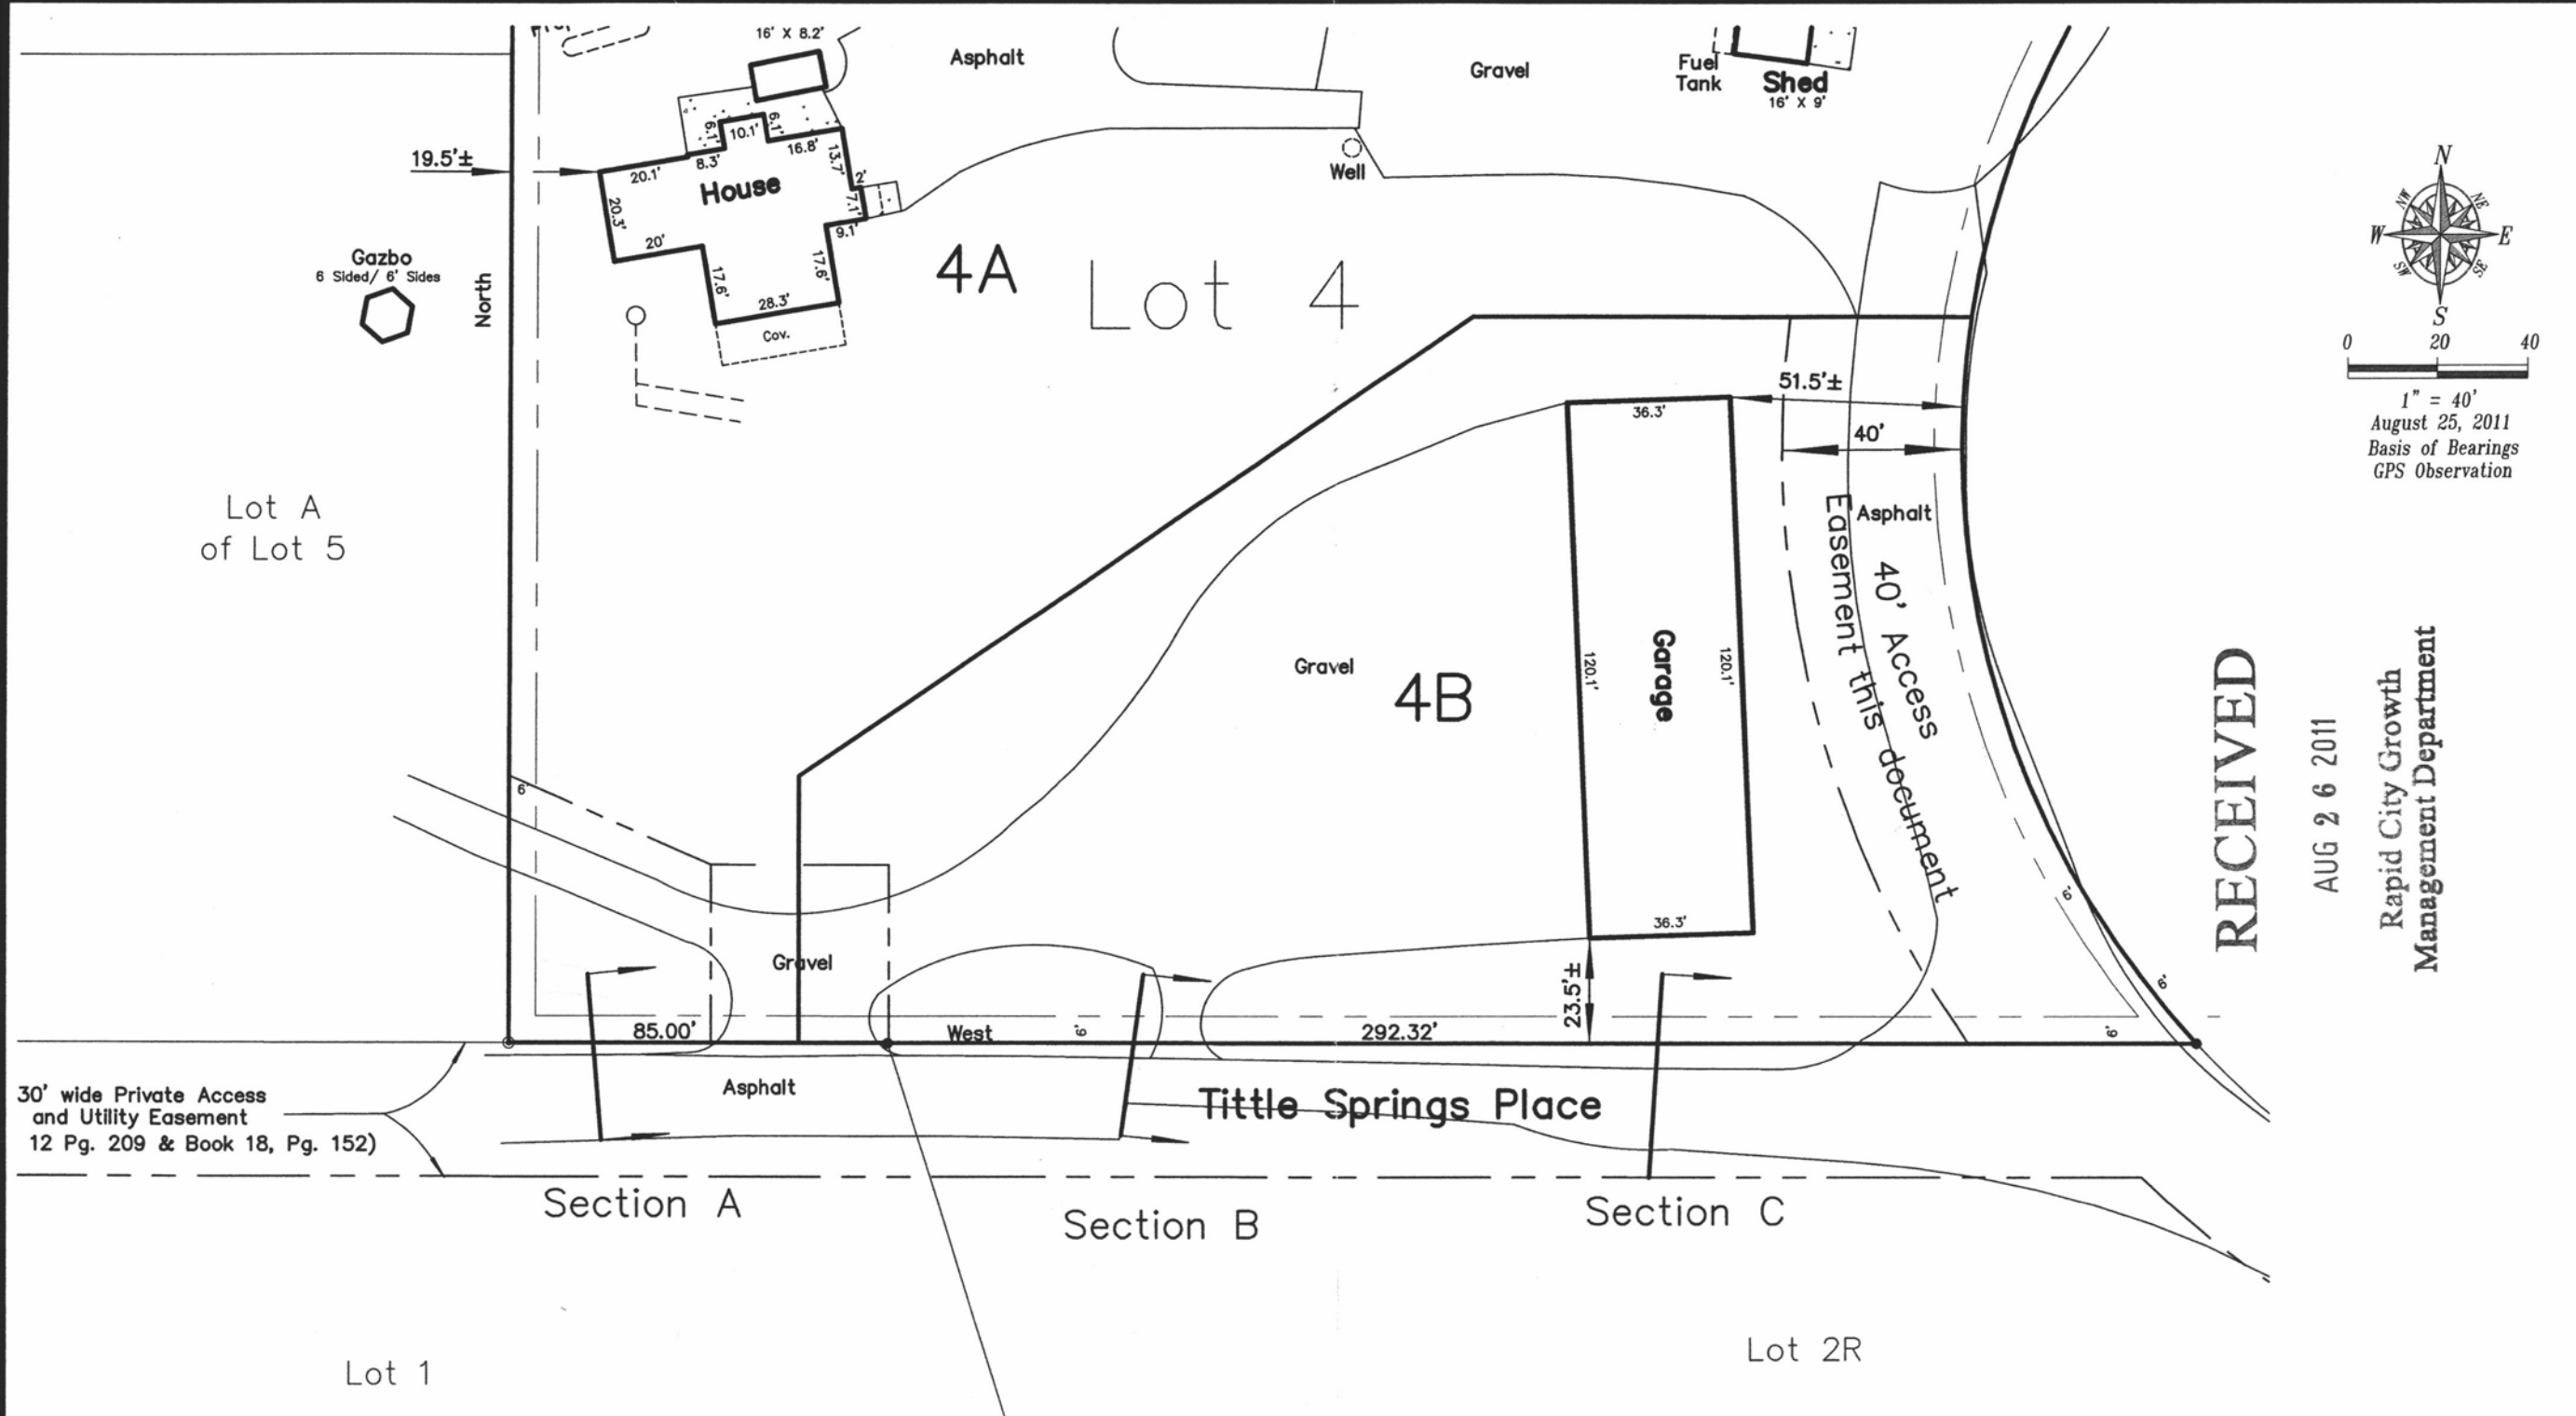 16' X 8.2'
Asphalt
Gravel
Fuel
Tank
Shed
16' X 9'
6.1'
10.1'
6.1'
16.8'
13.7'
8.3'
20.1'
2'
7.1'
9.1'
House
20.3'
20'
17.6'
17.6'
28.3'
Cov.
19.5'±
Well
Gazbo
6 Sided/ 6' Sides
North
4A
Lot 4
N
NE
E
SE
S
SW
W
NW
0 20 40
1" = 40'
August 25, 2011
Basis of Bearings
GPS Observation
51.5'±
36.3'
40'
Asphalt
40' Access
Easement this document
Lot A
of Lot 5
Gravel
4B
120.1'
Garage
120.1'
36.3'
23.5'±
RECEIVED
AUG 2 6 2011
Rapid City Growth
Management Department
6'
6'
6'
6'
Gravel
85.00'
West
6'
292.32'
Asphalt
Tittle Springs Place
30' wide Private Access
and Utility Easement
12 Pg. 209 & Book 18, Pg. 152)
Section A
Section B
Section C
Lot 1
Lot 2R